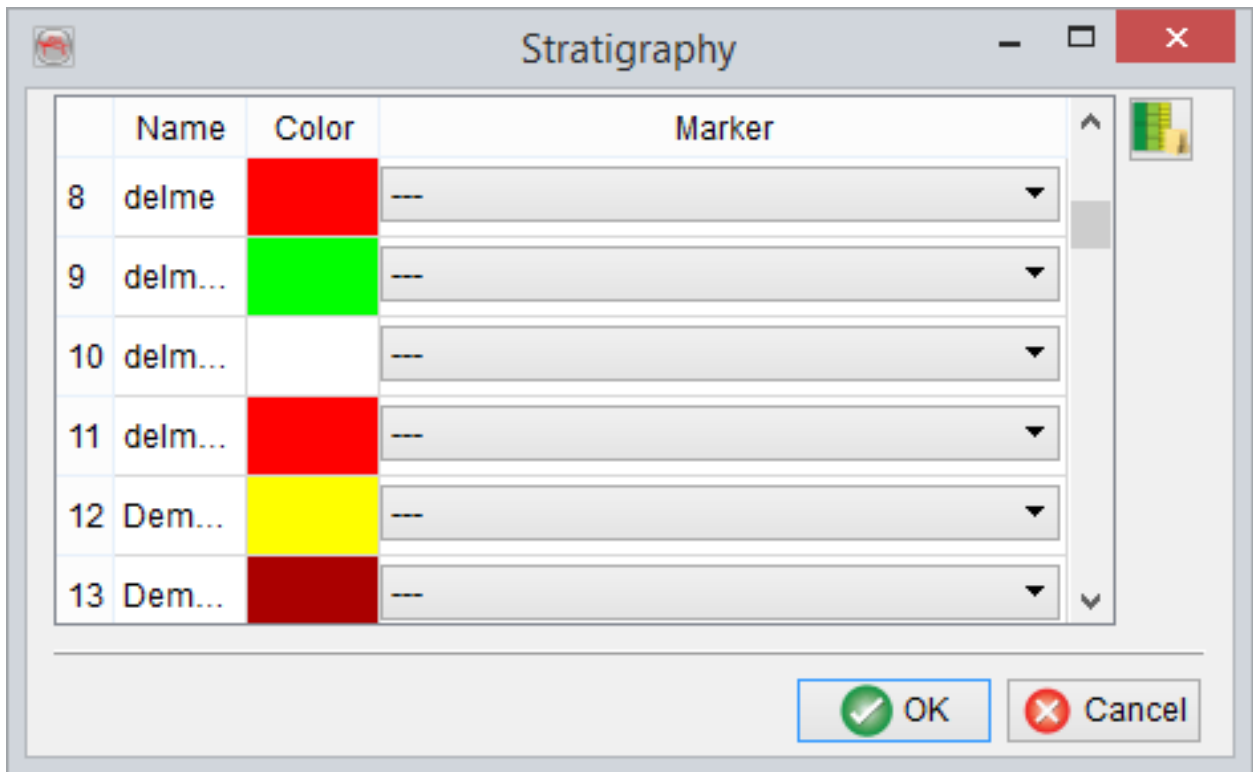 Stratigraphy
Name Color Marker
8 delme ---
9 delm... ---
10 delm... ---
11 delm... ---
12 Dem... ---
13 Dem... ---
OK Cancel